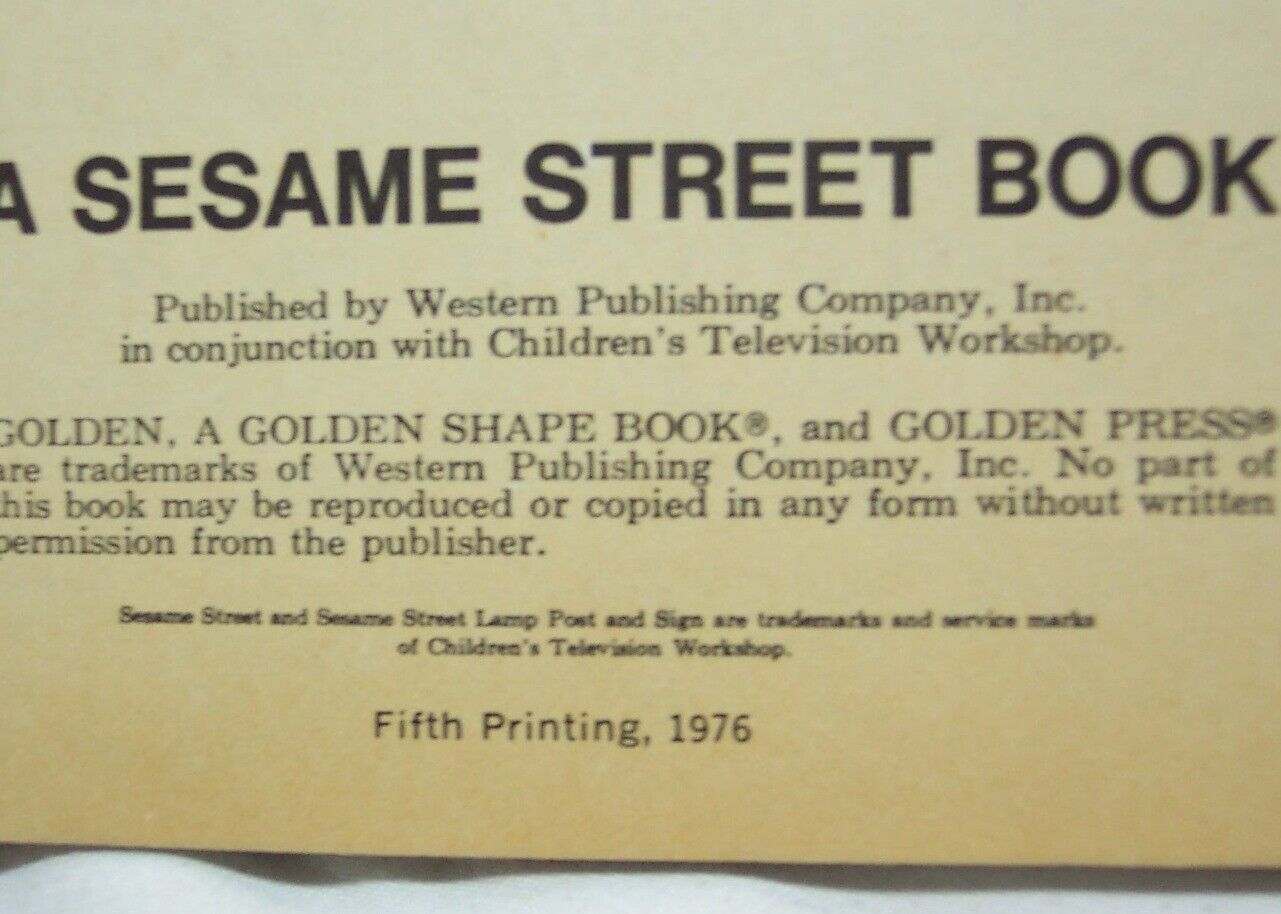 A SESAME STREET BOOK
Published by Western Publishing Company, Inc.
in conjunction with Children's Television Workshop.
GOLDEN, A GOLDEN SHAPE BOOK®, and GOLDEN PRESS®
are trademarks of Western Publishing Company, Inc. No part of
this book may be reproduced or copied in any form without written
permission from the publisher.
Sesame Street and Sesame Street Lamp Post and Sign are trademarks and service marks
of Children's Television Workshop.
Fifth Printing, 1976